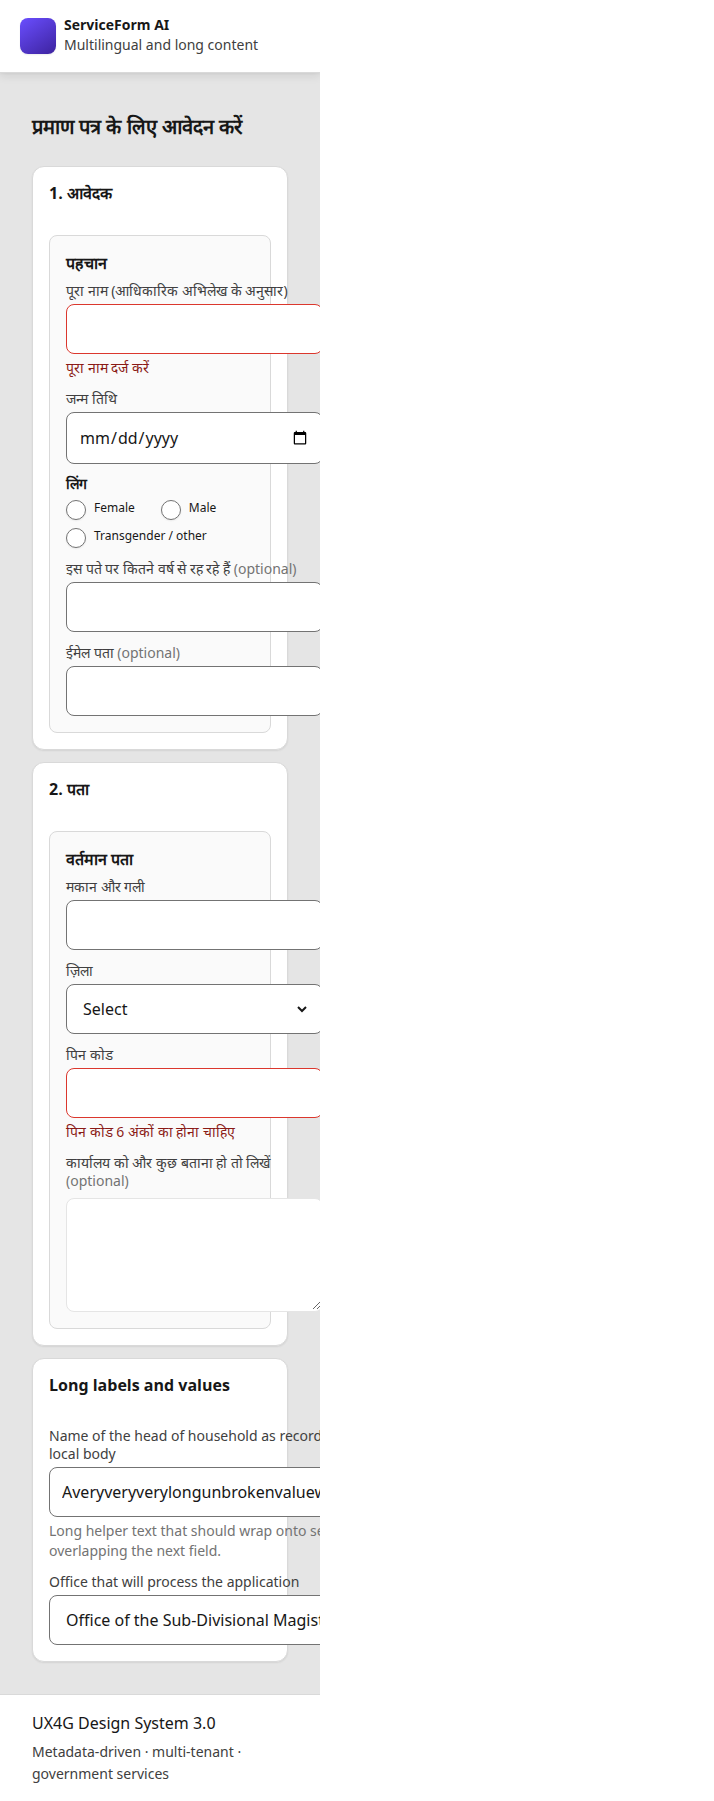 ServiceForm AI
Multilingual and long content
प्रमाण पत्र के लिए आवेदन करें
1. आवेदक
पहचान
पूरा नाम (आधिकारिक अभिलेख के अनुसार)
पूरा नाम दर्ज करें
जन्म तिथि
mm/dd/yyyy
लिंग
Female Male
Transgender / other
इस पते पर कितने वर्ष से रह रहे हैं (optional)
ईमेल पता (optional)
2. पता
वर्तमान पता
मकान और गली
ज़िला
Select
पिन कोड
पिन कोड 6 अंकों का होना चाहिए
कार्यालय को और कुछ बताना हो तो लिखें
(optional)
Long labels and values
Name of the head of household as record
local body
Averyveryverylongunbrokenvalue
Long helper text that should wrap onto se
overlapping the next field.
Office that will process the application
Office of the Sub-Divisional Magist
UX4G Design System 3.0
Metadata-driven · multi-tenant ·
government services